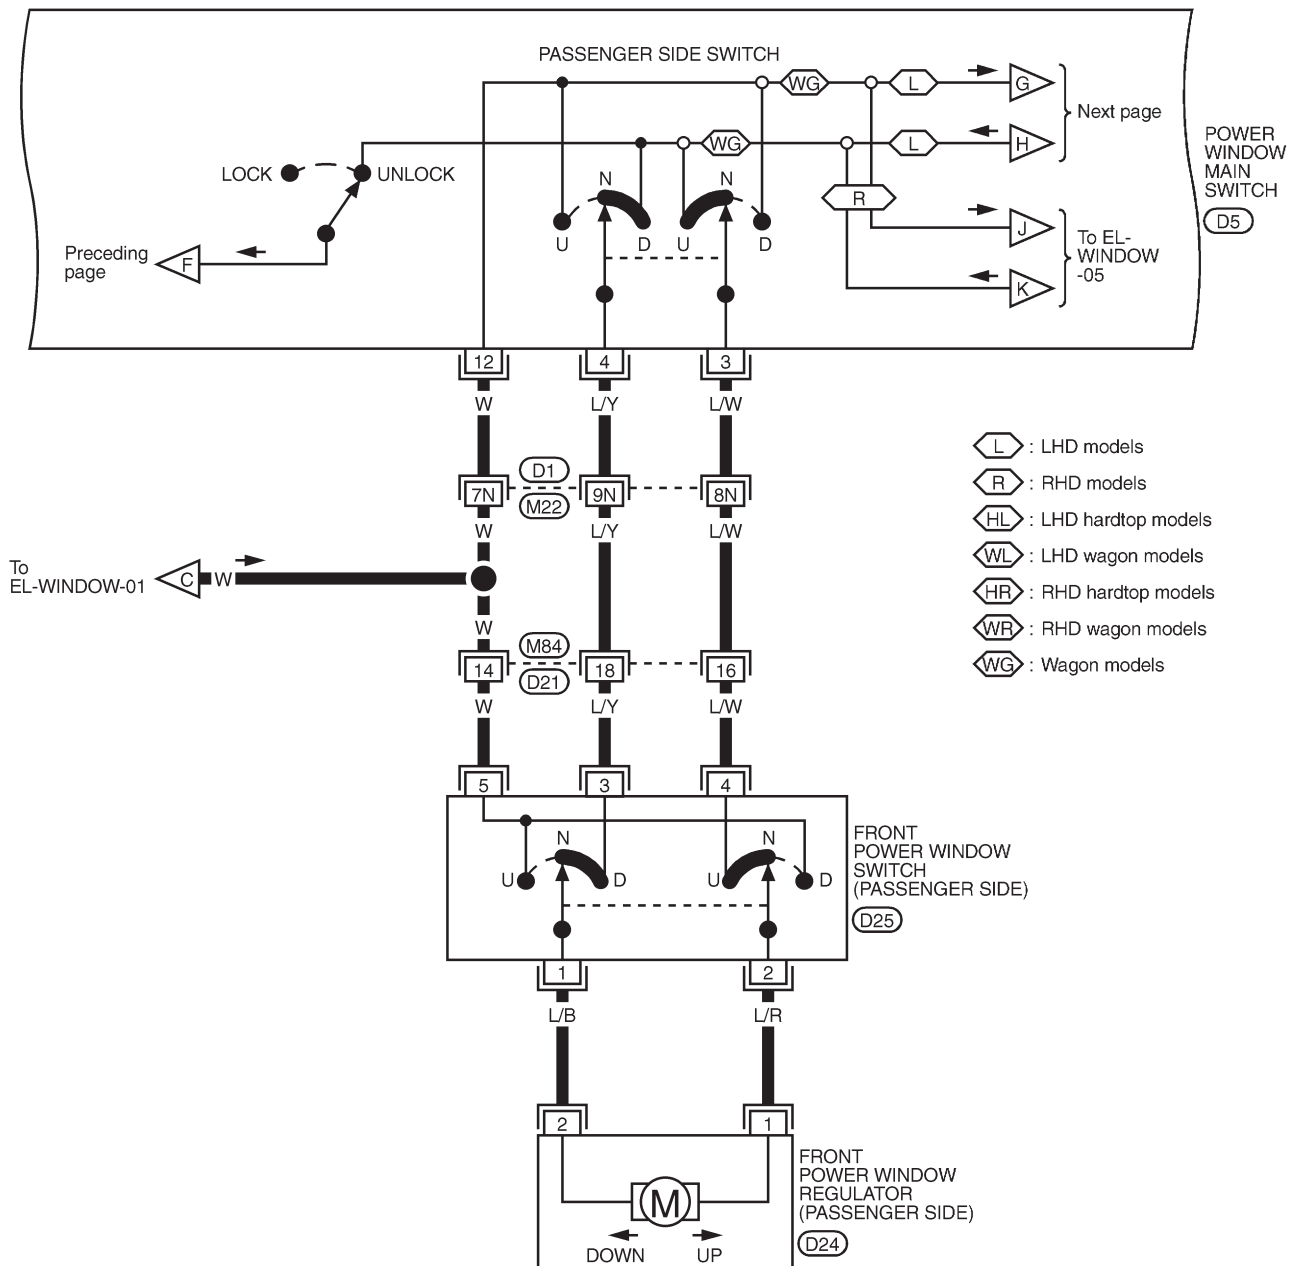 PASSENGER SIDE SWITCH
WG
L
G
Next page
WG
L
H
POWER
WINDOW
MAIN
SWITCH
D5
LOCK
UNLOCK
N
N
R
U
D
U
D
J
To EL-
WINDOW
-05
K
Preceding
page
F
12
4
3
W
L/Y
L/W
D1
7N
9N
8N
M22
W
L/Y
L/W
L : LHD models
R : RHD models
HL : LHD hardtop models
WL : LHD wagon models
HR : RHD hardtop models
WR : RHD wagon models
WG : Wagon models
To
EL-WINDOW-01
C
W
W
M84
14
18
16
D21
W
L/Y
L/W
5
3
4
N
N
U
D
U
D
FRONT
POWER WINDOW
SWITCH
(PASSENGER SIDE)
D25
1
2
L/B
L/R
2
1
M
DOWN
UP
FRONT
POWER WINDOW
REGULATOR
(PASSENGER SIDE)
D24